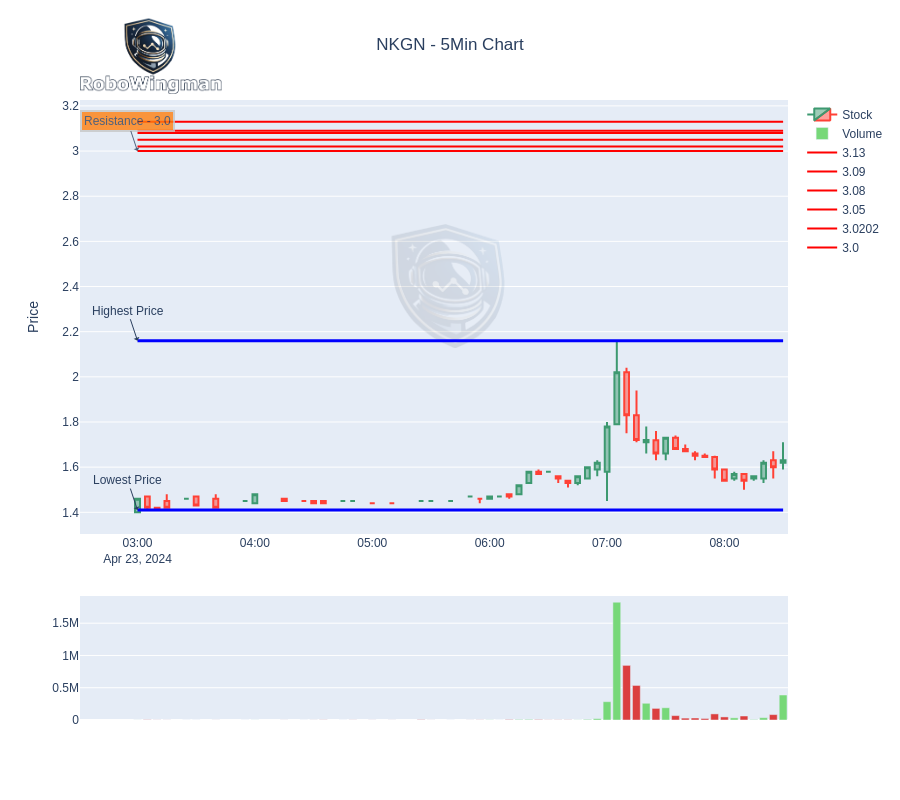 NKGN - 5Min Chart
RoboWingman
Resistance - 3.0
Highest Price
Lowest Price
Price
3.2
3
2.8
2.6
2.4
2.2
2
1.8
1.6
1.4
03:00 04:00 05:00 06:00 07:00 08:00
Apr 23, 2024
1.5M
1M
0.5M
0
Stock
Volume
3.13
3.09
3.08
3.05
3.0202
3.0